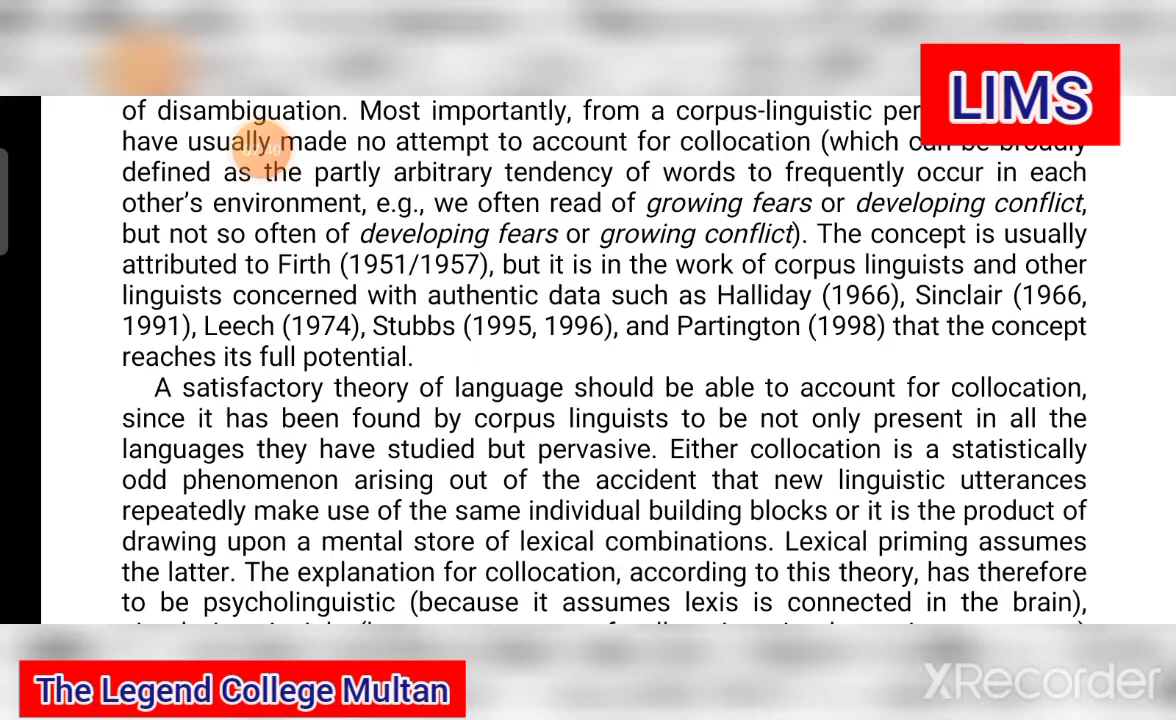 LIMS
of disambiguation. Most importantly, from a corpus-linguistic per
have usually made no attempt to account for collocation (which can be broadly
defined as the partly arbitrary tendency of words to frequently occur in each
other's environment, e.g., we often read of growing fears or developing conflict,
but not so often of developing fears or growing conflict). The concept is usually
attributed to Firth (1951/1957), but it is in the work of corpus linguists and other
linguists concerned with authentic data such as Halliday (1966), Sinclair (1966,
1991), Leech (1974), Stubbs (1995, 1996), and Partington (1998) that the concept
reaches its full potential.
A satisfactory theory of language should be able to account for collocation,
since it has been found by corpus linguists to be not only present in all the
languages they have studied but pervasive. Either collocation is a statistically
odd phenomenon arising out of the accident that new linguistic utterances
repeatedly make use of the same individual building blocks or it is the product of
drawing upon a mental store of lexical combinations. Lexical priming assumes
the latter. The explanation for collocation, according to this theory, has therefore
to be psycholinguistic (because it assumes lexis is connected in the brain),
The Legend College Multan
XRecorder